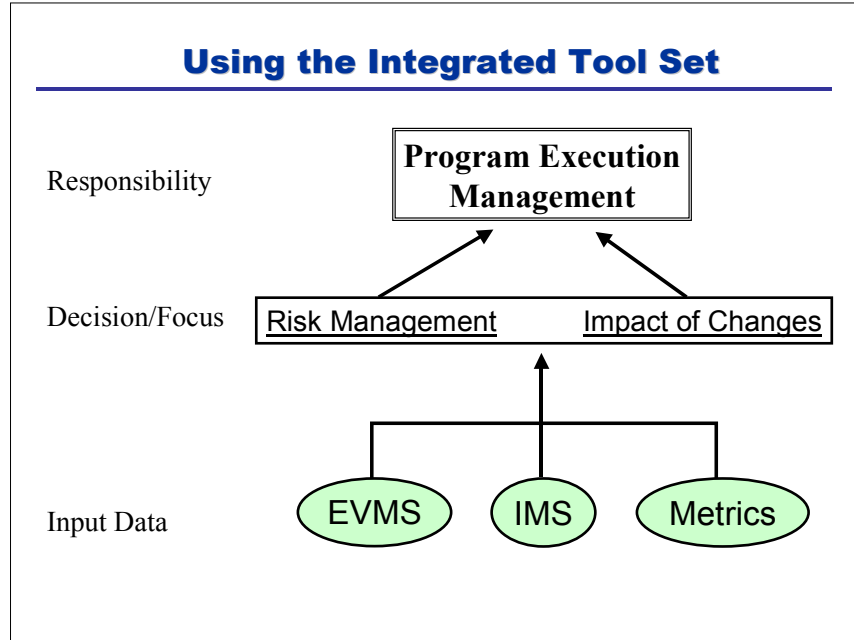 Using the Integrated Tool Set
Responsibility
Program Execution
Management
Decision/Focus
Risk Management
Impact of Changes
Input Data
EVMS
IMS
Metrics